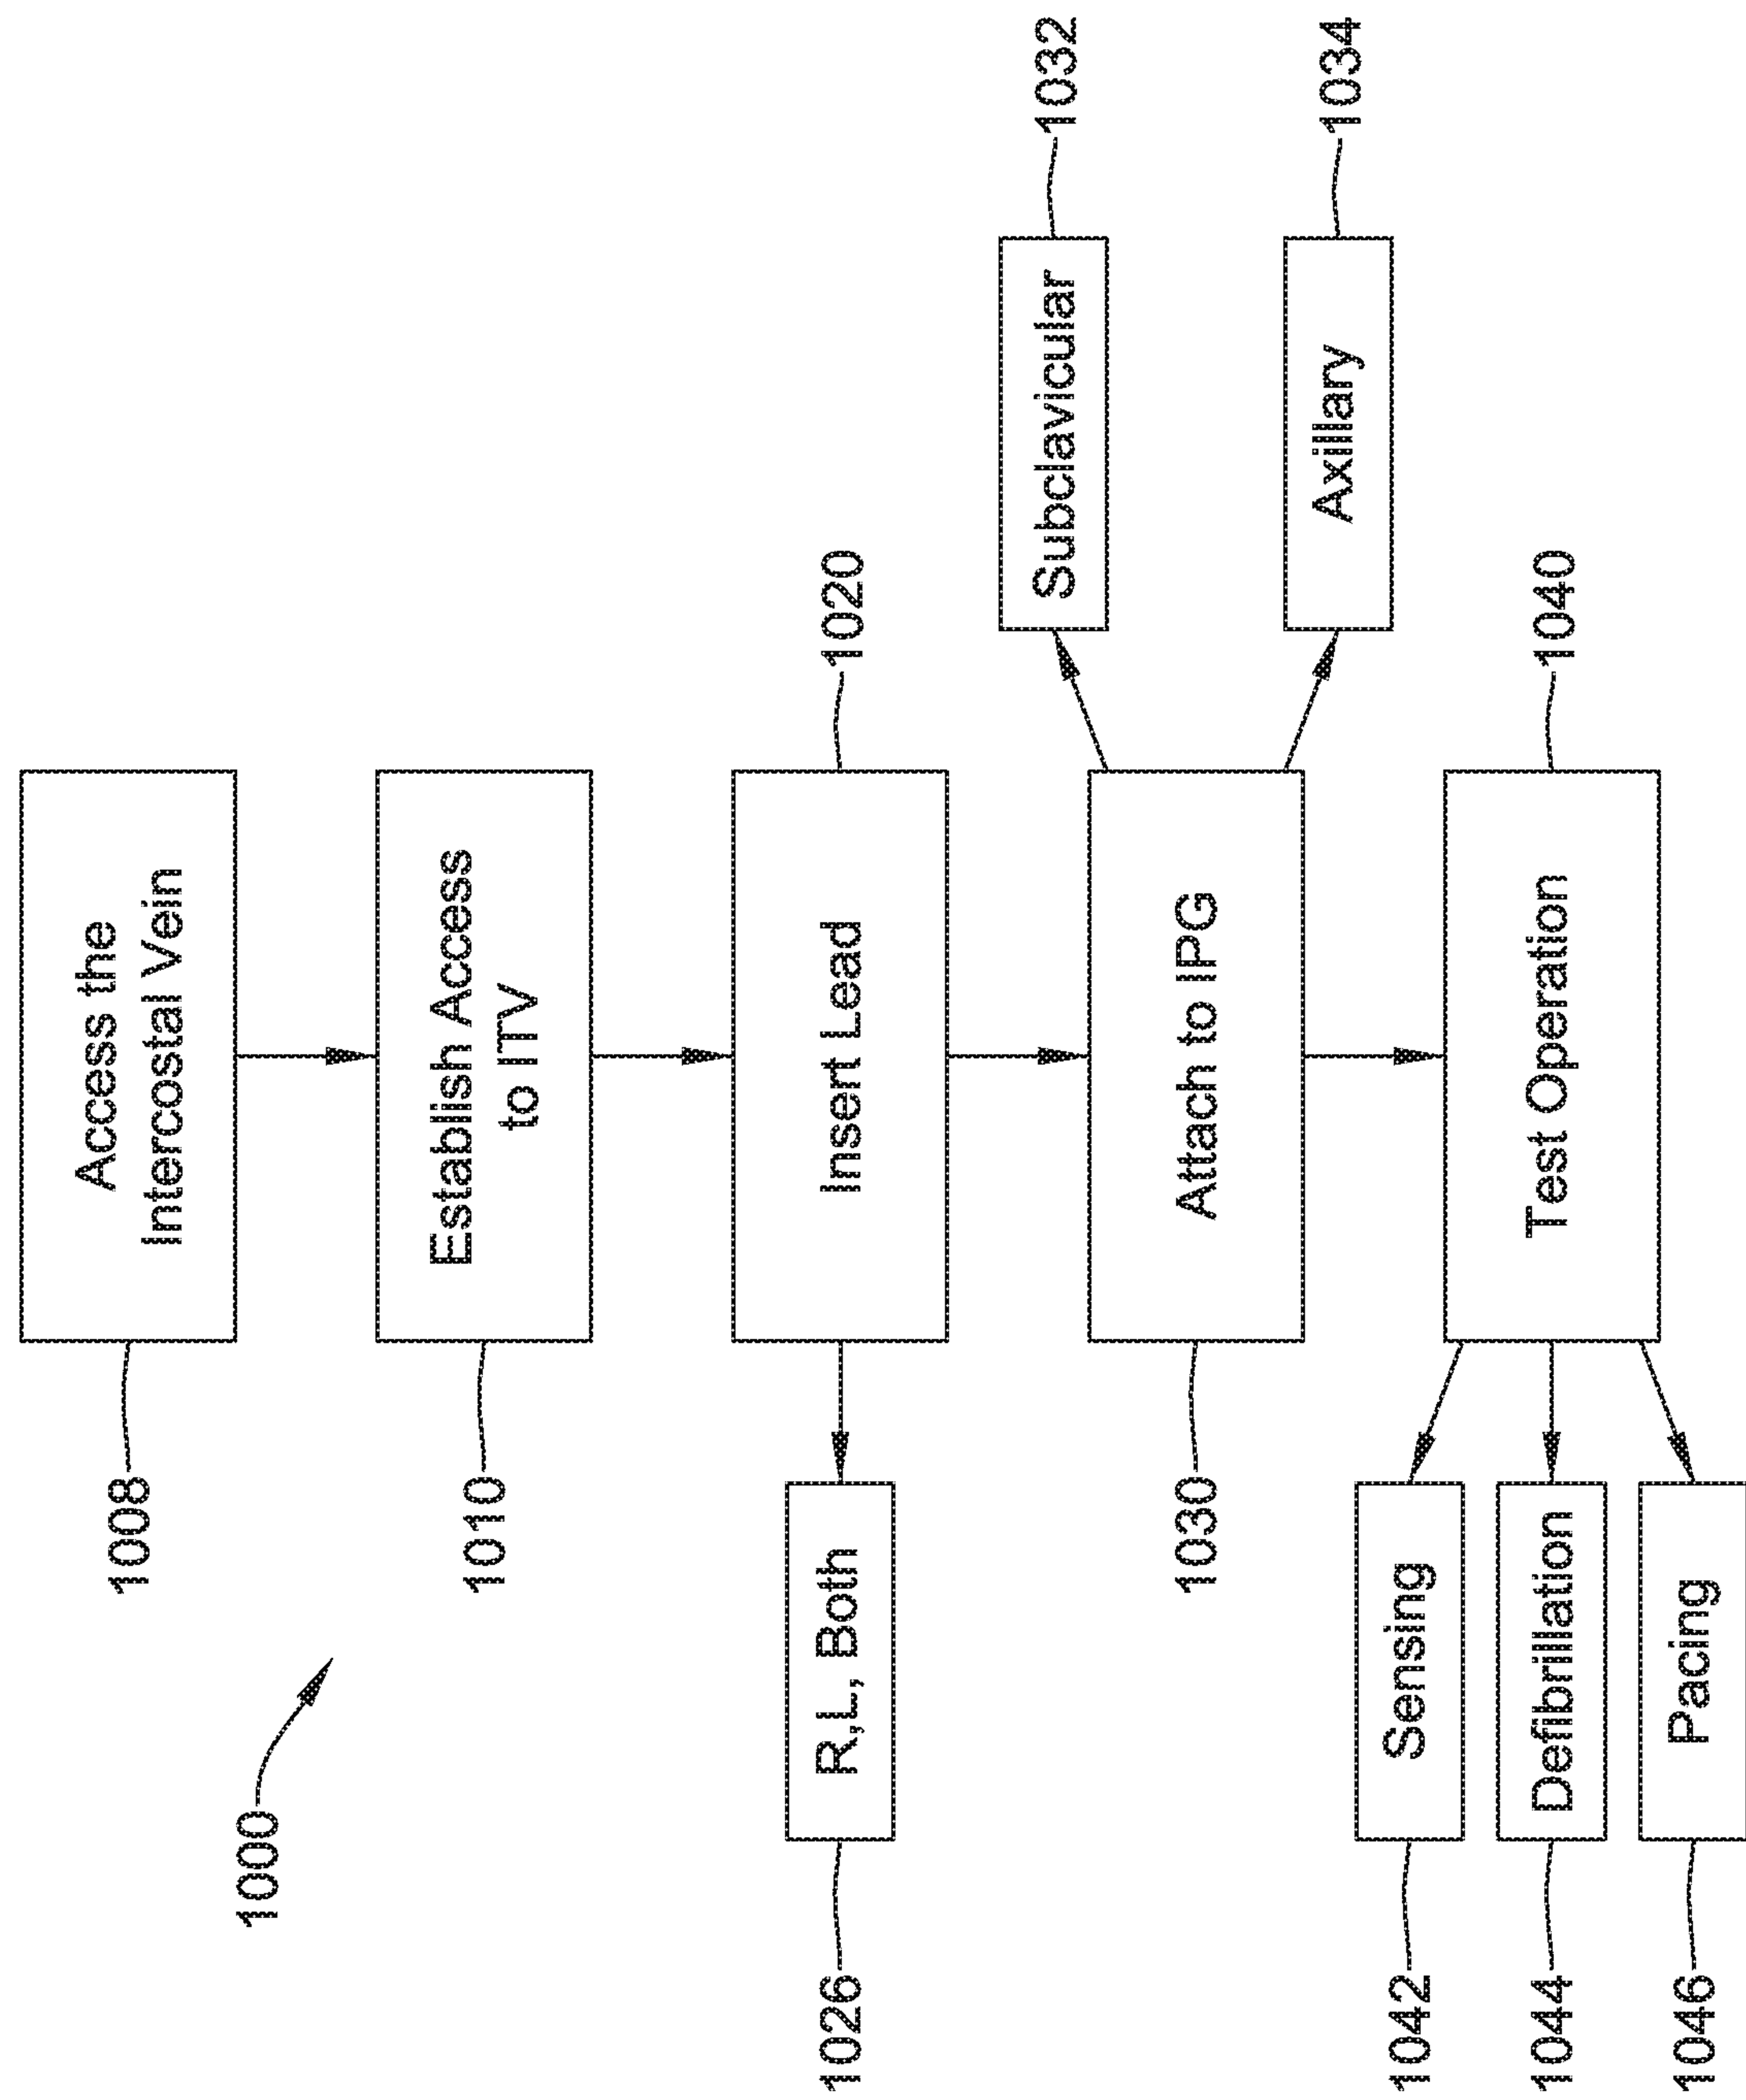 1000
1008
Access the
Intercostal Vein
1010
Establish Access
to ITV
1026
R,L, Both
Insert Lead
1020
1030
Attach to IPG
Subclavicular
1032
Axillary
1034
1042
Sensing
1044
Defibrillation
1046
Pacing
Test Operation
1040